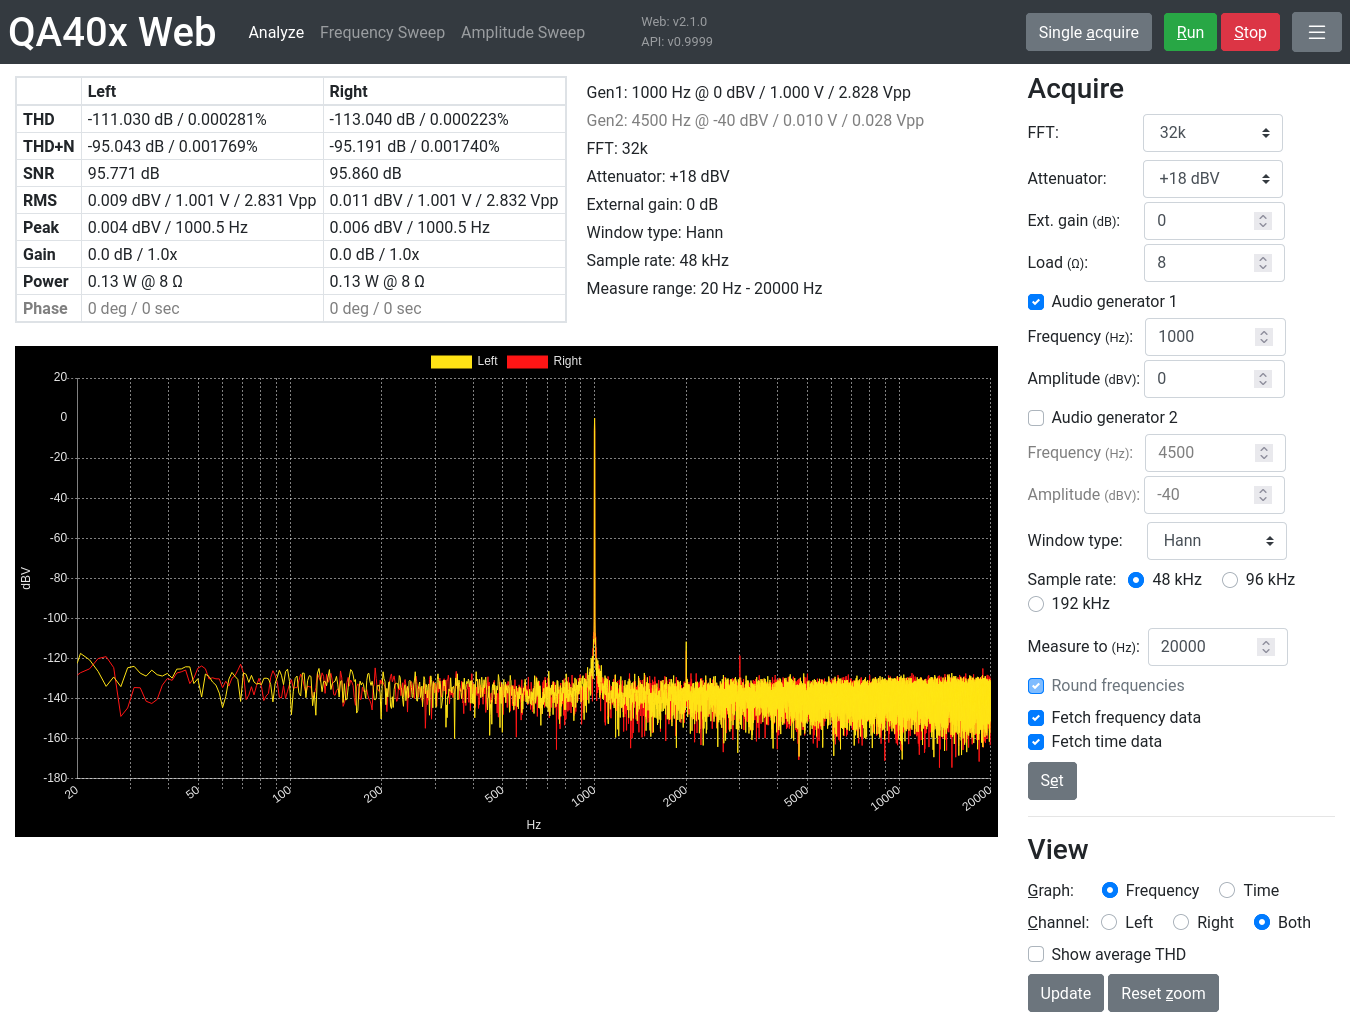 QA40x Web Analyze Frequency Sweep Amplitude Sweep Web: v2.1.0 Single acquire Run Stop
API: v0.9999
Left Right
THD -111.030 dB / 0.000281% -113.040 dB / 0.000223%
THD+N -95.043 dB / 0.001769% -95.191 dB / 0.001740%
SNR 95.771 dB 95.860 dB
RMS 0.009 dBV / 1.001 V / 2.831 Vpp 0.011 dBV / 1.001 V / 2.832 Vpp
Peak 0.004 dBV / 1000.5 Hz 0.006 dBV / 1000.5 Hz
Gain 0.0 dB / 1.0x 0.0 dB / 1.0x
Power 0.13 W @ 8 Ω 0.13 W @ 8 Ω
Phase 0 deg / 0 sec 0 deg / 0 sec
Gen1: 1000 Hz @ 0 dBV / 1.000 V / 2.828 Vpp
Gen2: 4500 Hz @ -40 dBV / 0.010 V / 0.028 Vpp
FFT: 32k
Attenuator: +18 dBV
External gain: 0 dB
Window type: Hann
Sample rate: 48 kHz
Measure range: 20 Hz - 20000 Hz
Left Right
20
0
-20
-40
-60
-80
-100
-120
-140
-160
-180
dBV
20 50 100 200 500 1000 2000 5000 10000 20000
Hz
Acquire
FFT: 32k
Attenuator: +18 dBV
Ext. gain (dB): 0
Load (Ω): 8
Audio generator 1
Frequency (Hz): 1000
Amplitude (dBV): 0
Audio generator 2
Frequency (Hz): 4500
Amplitude (dBV): -40
Window type: Hann
Sample rate: 48 kHz 96 kHz
192 kHz
Measure to (Hz): 20000
Round frequencies
Fetch frequency data
Fetch time data
Set
View
Graph: Frequency Time
Channel: Left Right Both
Show average THD
Update Reset zoom